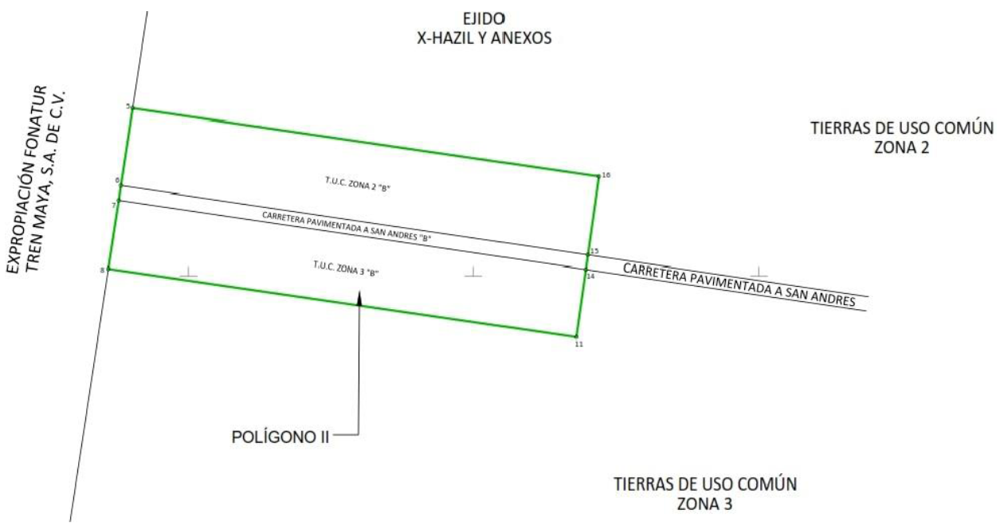 EJIDO
X-HAZIL Y ANEXOS
EXPROPIACIÓN FONATUR
TREN MAYA, S.A. DE C.V.
TIERRAS DE USO COMÚN
ZONA 2
5
16
T.U.C. ZONA 2 "B"
6
7
CARRETERA PAVIMENTADA A SAN ANDRES "B"
15
14
CARRETERA PAVIMENTADA A SAN ANDRES
T.U.C. ZONA 3 "B"
8
11
POLÍGONO II
TIERRAS DE USO COMÚN
ZONA 3